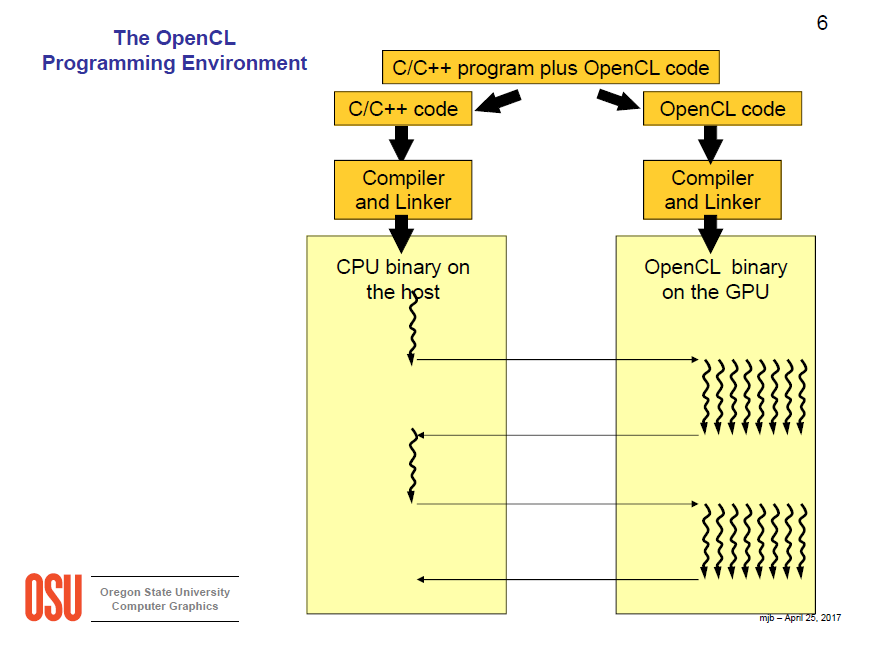 6
The OpenCL
Programming Environment
C/C++ program plus OpenCL code
C/C++ code
OpenCL code
Compiler
and Linker
Compiler
and Linker
CPU binary on
the host
OpenCL binary
on the GPU
OSU
Oregon State University
Computer Graphics
mjb – April 25, 2017